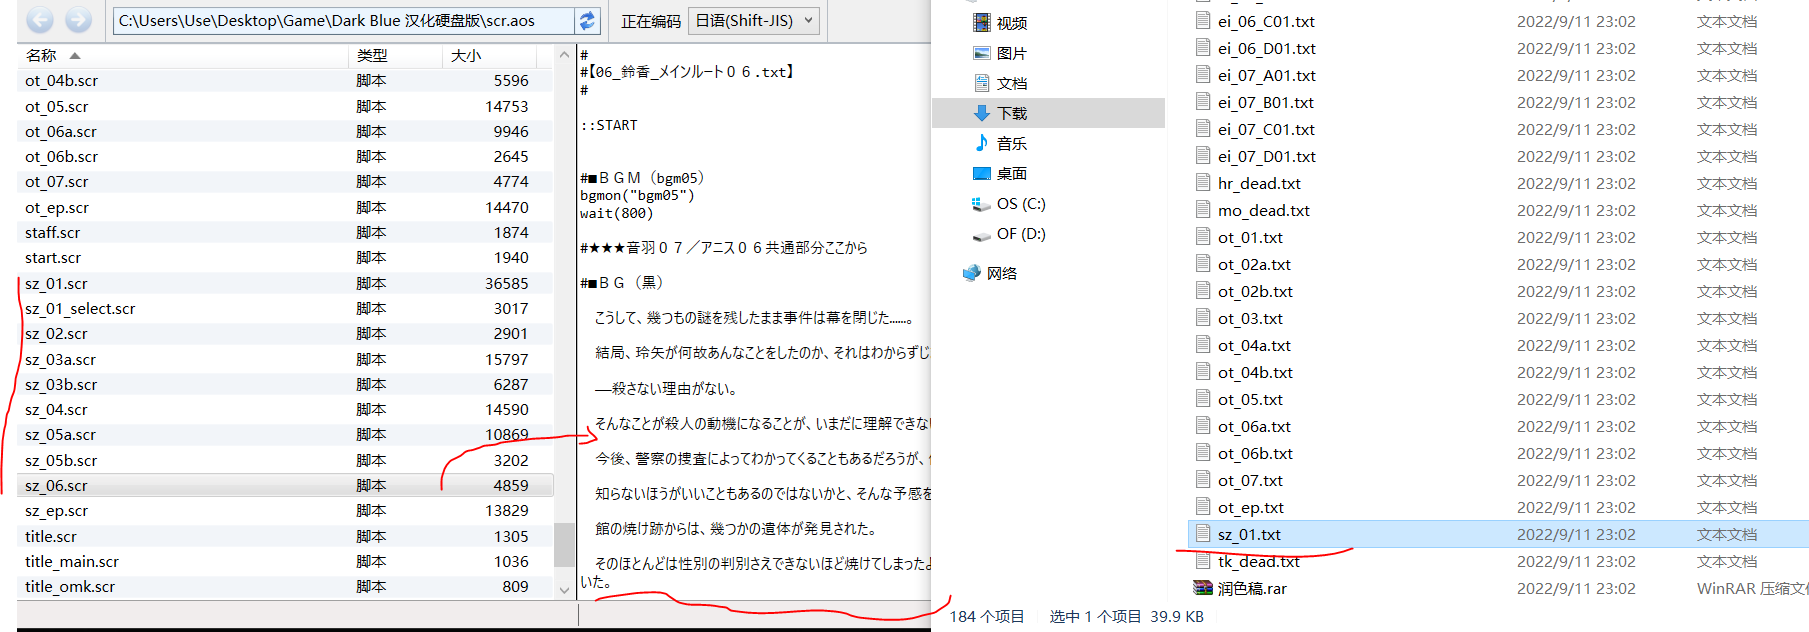 C:\Users\Use\Desktop\Game\Dark Blue 汉化硬盘版\scr.aos
正在编码 日语(Shift-JIS)
名称 类型 大小
ot_04b.scr 脚本 5596
ot_05.scr 脚本 14753
ot_06a.scr 脚本 9946
ot_06b.scr 脚本 2645
ot_07.scr 脚本 4774
ot_ep.scr 脚本 14470
staff.scr 脚本 1874
start.scr 脚本 1940
sz_01.scr 脚本 36585
sz_01_select.scr 脚本 3017
sz_02.scr 脚本 2901
sz_03a.scr 脚本 15797
sz_03b.scr 脚本 6287
sz_04.scr 脚本 14590
sz_05a.scr 脚本 10869
sz_05b.scr 脚本 3202
sz_06.scr 脚本 4859
sz_ep.scr 脚本 13829
title.scr 脚本 1305
title_main.scr 脚本 1036
title_omk.scr 脚本 809
#
#【06_鈴香_メインルート０６.txt】
#
::START
#■ＢＧＭ（bgm05）
bgmon("bgm05")
wait(800)
#★★★音羽０７／アニス０６共通部分ここから
#■ＢＧ（黒）
こうして、幾つもの謎を残したまま事件は幕を閉じた……。
結局、玲矢が何故あんなことをしたのか、それはわからずじ
――殺さない理由がない。
そんなことが殺人の動機になることが、いまだに理解できな
今後、警察の捜査によってわかってくることもあるだろうが、
知らないほうがいいこともあるのではないかと、そんな予感を
館の焼け跡からは、幾つかの遺体が発見された。
そのほとんどは性別の判別さえできないほど焼けてしまったよ
いた。
视频
图片
文档
下载
音乐
桌面
OS (C:)
OF (D:)
网络
ei_06_C01.txt 2022/9/11 23:02 文本文档
ei_06_D01.txt 2022/9/11 23:02 文本文档
ei_07_A01.txt 2022/9/11 23:02 文本文档
ei_07_B01.txt 2022/9/11 23:02 文本文档
ei_07_C01.txt 2022/9/11 23:02 文本文档
ei_07_D01.txt 2022/9/11 23:02 文本文档
hr_dead.txt 2022/9/11 23:02 文本文档
mo_dead.txt 2022/9/11 23:02 文本文档
ot_01.txt 2022/9/11 23:02 文本文档
ot_02a.txt 2022/9/11 23:02 文本文档
ot_02b.txt 2022/9/11 23:02 文本文档
ot_03.txt 2022/9/11 23:02 文本文档
ot_04a.txt 2022/9/11 23:02 文本文档
ot_04b.txt 2022/9/11 23:02 文本文档
ot_05.txt 2022/9/11 23:02 文本文档
ot_06a.txt 2022/9/11 23:02 文本文档
ot_06b.txt 2022/9/11 23:02 文本文档
ot_07.txt 2022/9/11 23:02 文本文档
ot_ep.txt 2022/9/11 23:02 文本文档
sz_01.txt 2022/9/11 23:02 文本文档
tk_dead.txt 2022/9/11 23:02 文本文档
润色稿.rar 2022/9/11 23:02 WinRAR 压缩文件
184 个项目 选中 1 个项目 39.9 KB